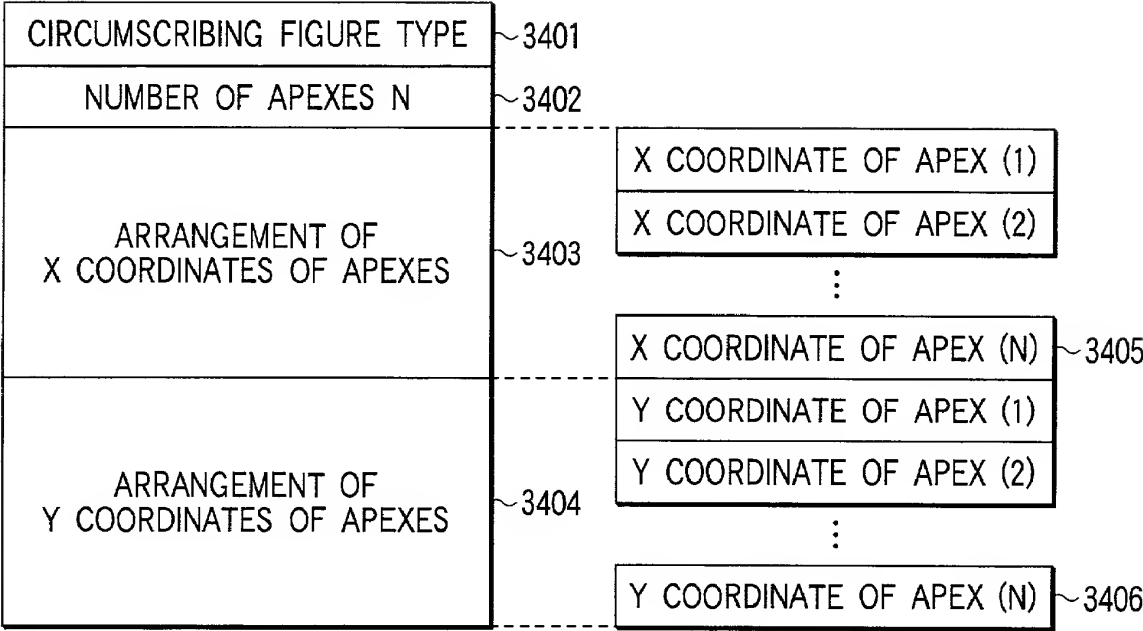 CIRCUMSCRIBING FIGURE TYPE
3401
NUMBER OF APEXES N
3402
ARRANGEMENT OF
X COORDINATES OF APEXES
3403
ARRANGEMENT OF
Y COORDINATES OF APEXES
3404
X COORDINATE OF APEX (1)
X COORDINATE OF APEX (2)
X COORDINATE OF APEX (N)
3405
Y COORDINATE OF APEX (1)
Y COORDINATE OF APEX (2)
Y COORDINATE OF APEX (N)
3406